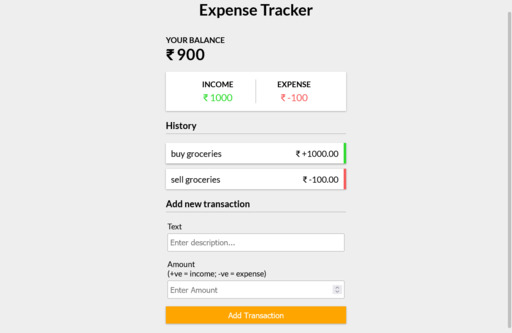 Expense Tracker
YOUR BALANCE
₹ 900
INCOME EXPENSE
₹ 1000 ₹ -100
History
buy groceries ₹ +1000.00
sell groceries ₹ -100.00
Add new transaction
Text
Enter description...
Amount
(+ve = income; -ve = expense)
Enter Amount
Add Transaction